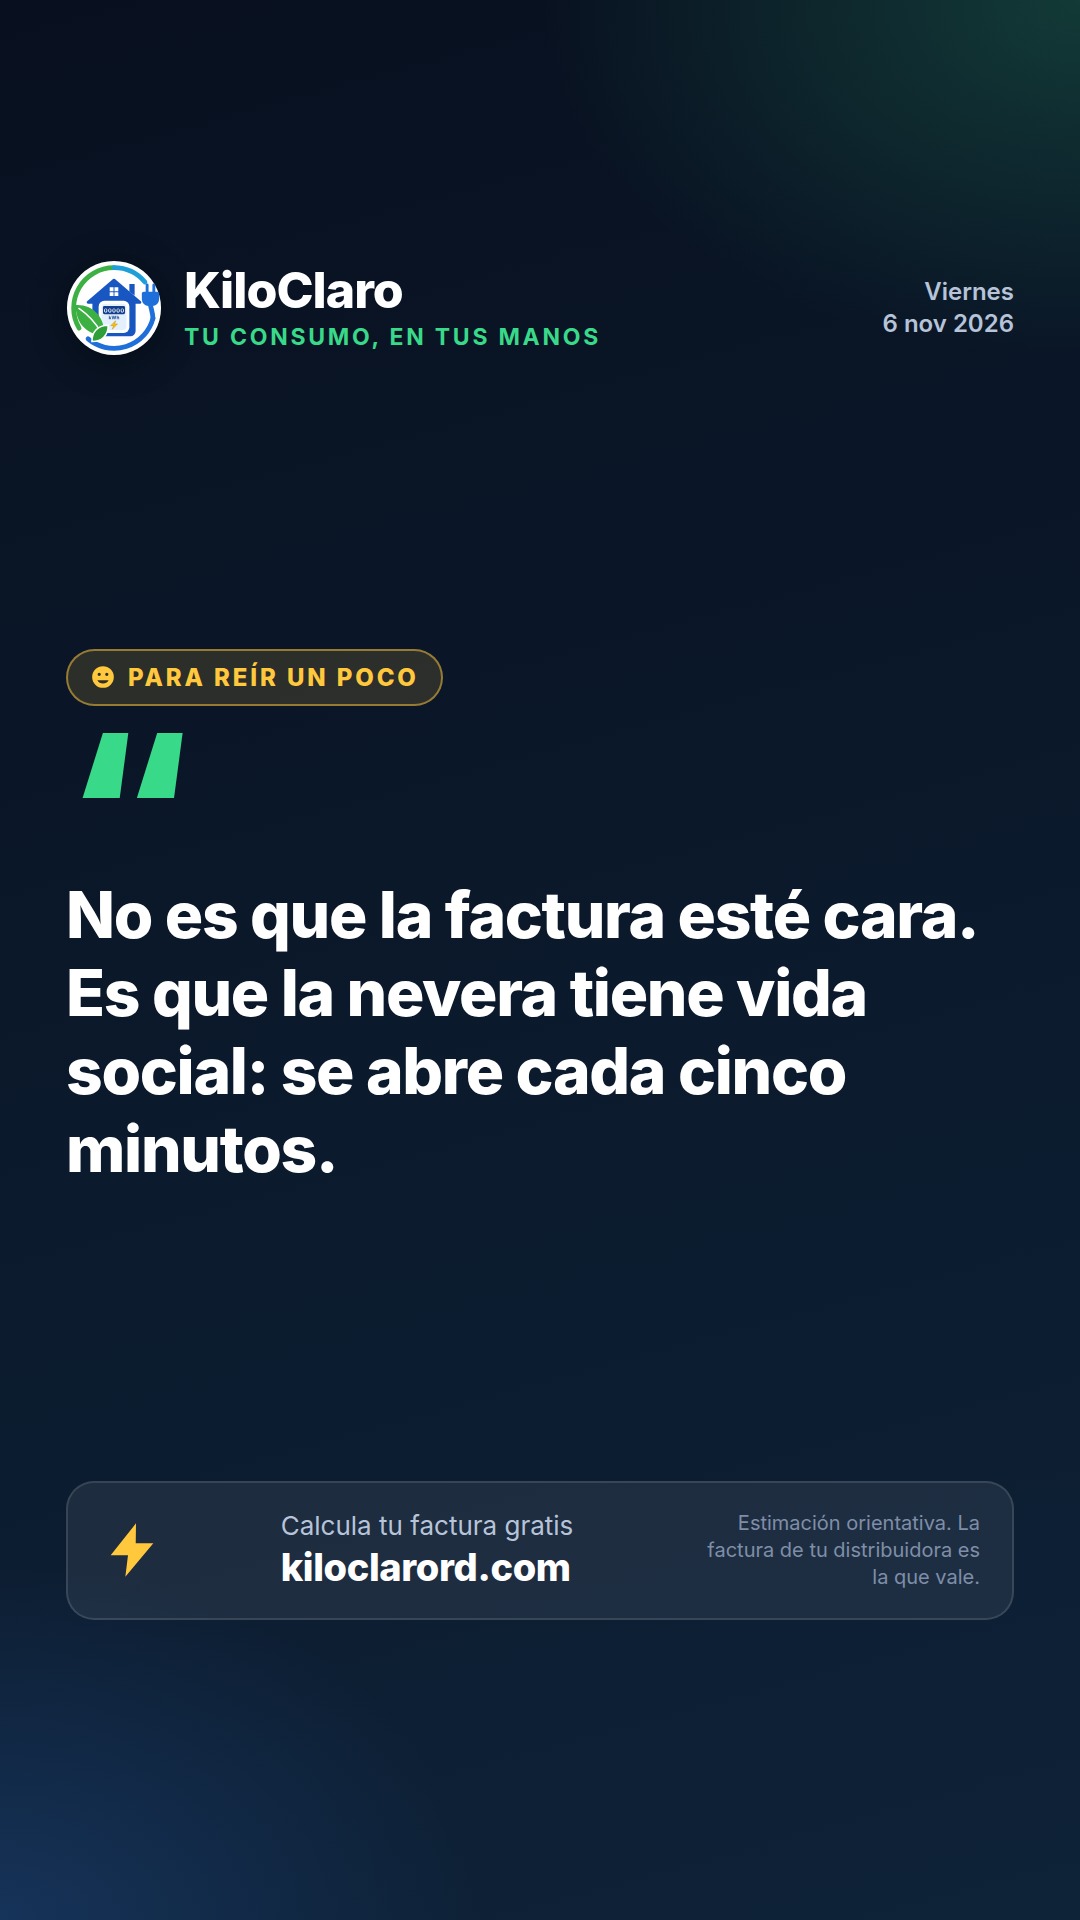 KiloClaro
TU CONSUMO, EN TUS MANOS
Viernes
6 nov 2026
PARA REÍR UN POCO
"
No es que la factura esté cara.
Es que la nevera tiene vida
social: se abre cada cinco
minutos.
Calcula tu factura gratis
kiloclarord.com
Estimación orientativa. La
factura de tu distribuidora es
la que vale.